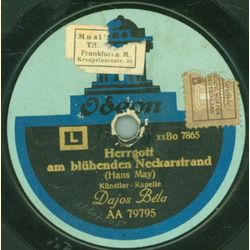 Musi
Frankfurt a. M.
Odeon
L
xxBo 7865
Herrgott
am blühenden Neckarstrand
(Hans May)
Künstler-Kapelle
Dajos Béla
AA 79795